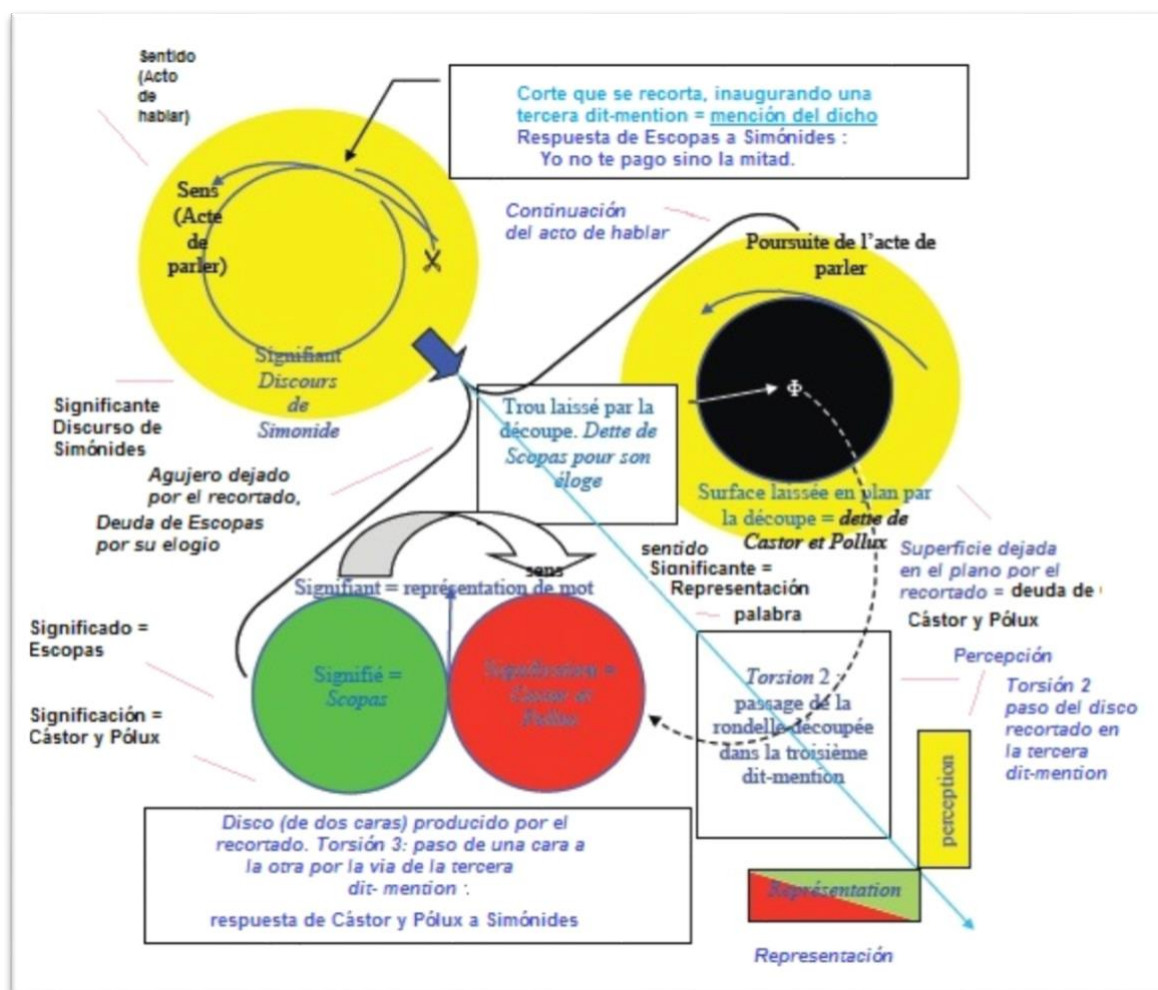 Sentido
(Acto
de
hablar)
Corte que se recorta, inaugurando una
tercera dit-mention = mención del dicho
Respuesta de Escopas a Simónides :
Yo no te pago sino la mitad.
Sens
(Acte
de
parler)
Signifiant
Discours
de
Simonide
Continuación
del acto de hablar
Poursuite de l’acte de
parler
Φ
Significante
Discurso de
Simónides
Trou laissé par la
découpe. Dette de
Scopas pour son
éloge
Agujero dejado
por el recortado,
Deuda de Escopas
por su elogio
Surface laissée en plan par
la découpe = dette de
Castor et Pollux
sentido
Significante =
Representación
palabra
Superficie dejada
en el plano por el
recortado = deuda de
Cástor y Pólux
sens
Signifiant = représentation de mot
Significado =
Escopas
Significación =
Cástor y Pólux
Signifié =
Scopas
Signification =
Castor et
Pollux
Torsion 2 :
passage de la
rondelle découpée
dans la troisième
dit-mention
Percepción
Torsión 2
paso del disco
recortado en
la tercera
dit-mention
perception
Représentation
Representación
Disco (de dos caras) producido por el
recortado. Torsión 3: paso de una cara a
la otra por la via de la tercera
dit- mention :
respuesta de Cástor y Pólux a Simónides